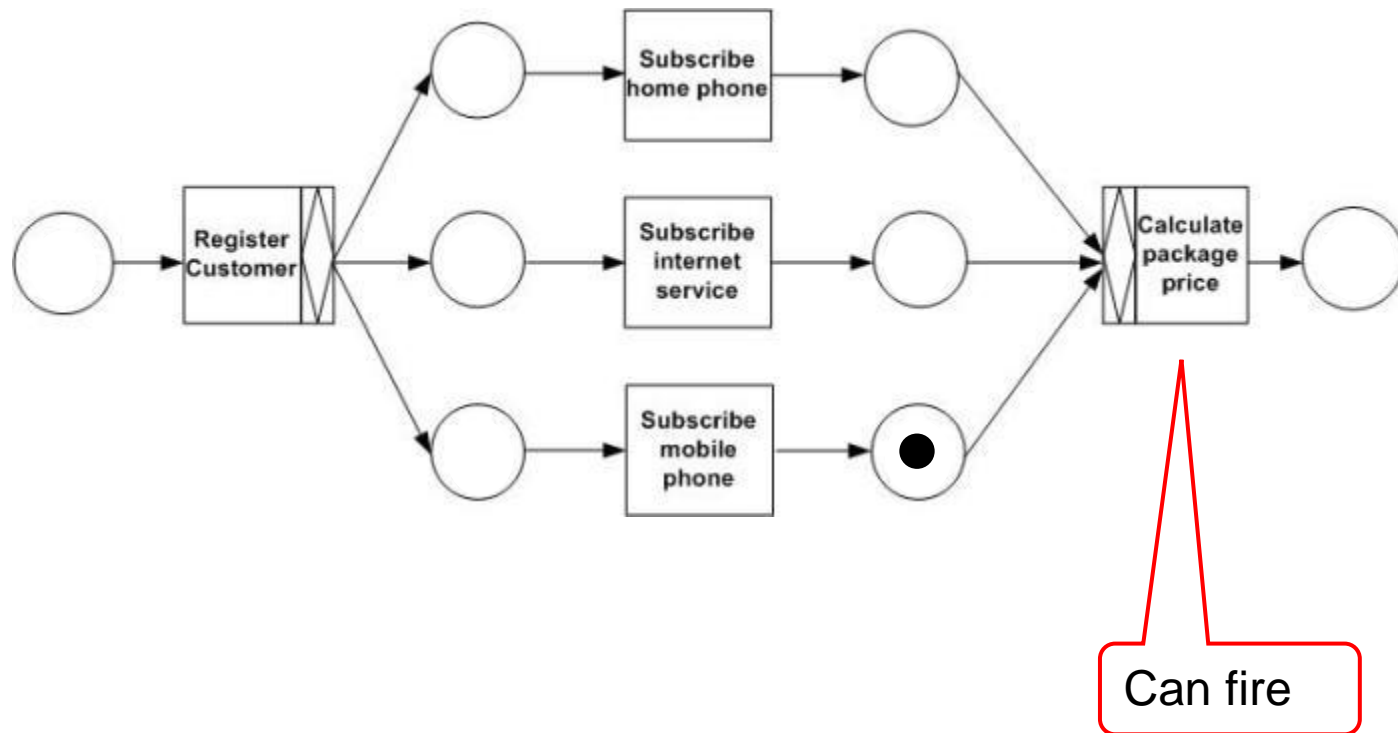 Subscribe
home phone
Register
Customer
Subscribe
internet
service
Calculate
package
price
Subscribe
mobile
phone
Can fire